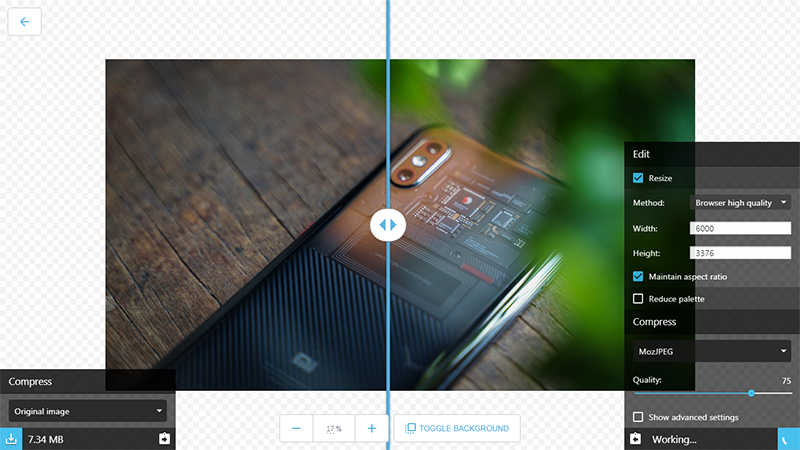 Edit
Resize
Method: Browser high quality
Width: 6000
Height: 3376
Maintain aspect ratio
Reduce palette
Compress
MozJPEG
Quality: 75
Show advanced settings
Working...
Compress
Original image
7.34 MB
17 %
TOGGLE BACKGROUND